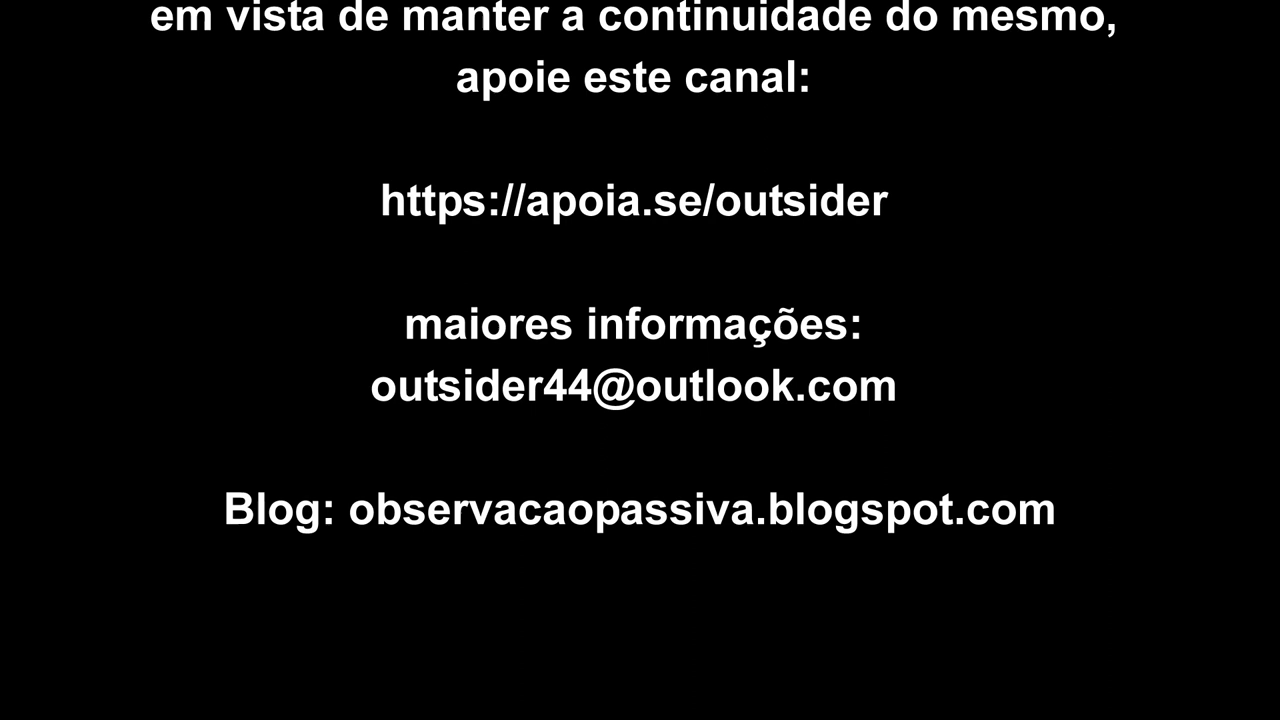 em vista de manter a continuidade do mesmo,
apoie este canal:
https://apoia.se/outsider
maiores informações:
outsider44@outlook.com
Blog: observacaopassiva.blogspot.com